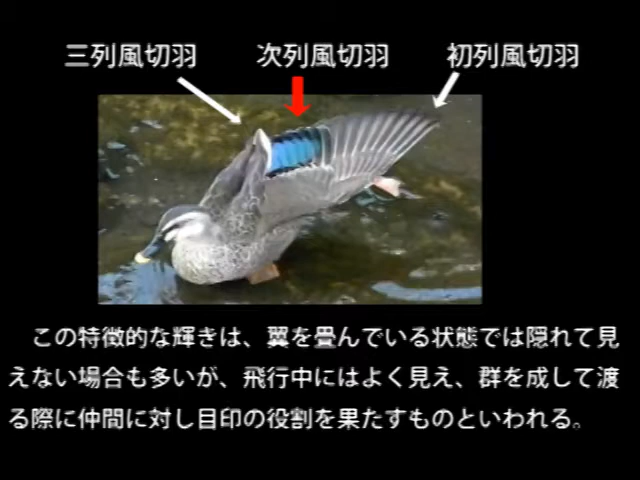 三列風切羽 次列風切羽 初列風切羽
この特徴的な輝きは、翼を畳んでいる状態では隠れて見
えない場合も多いが、飛行中にはよく見え、群を成して渡
る際に仲間に対し目印の役割を果たすものといわれる。